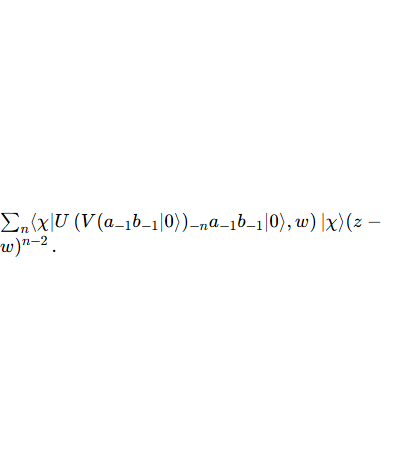 ∑ₙ⟨χ|U (V(a₋₁b₋₁|0⟩)₋ₙa₋₁b₋₁|0⟩, w) |χ⟩(z −
w)ⁿ⁻² .